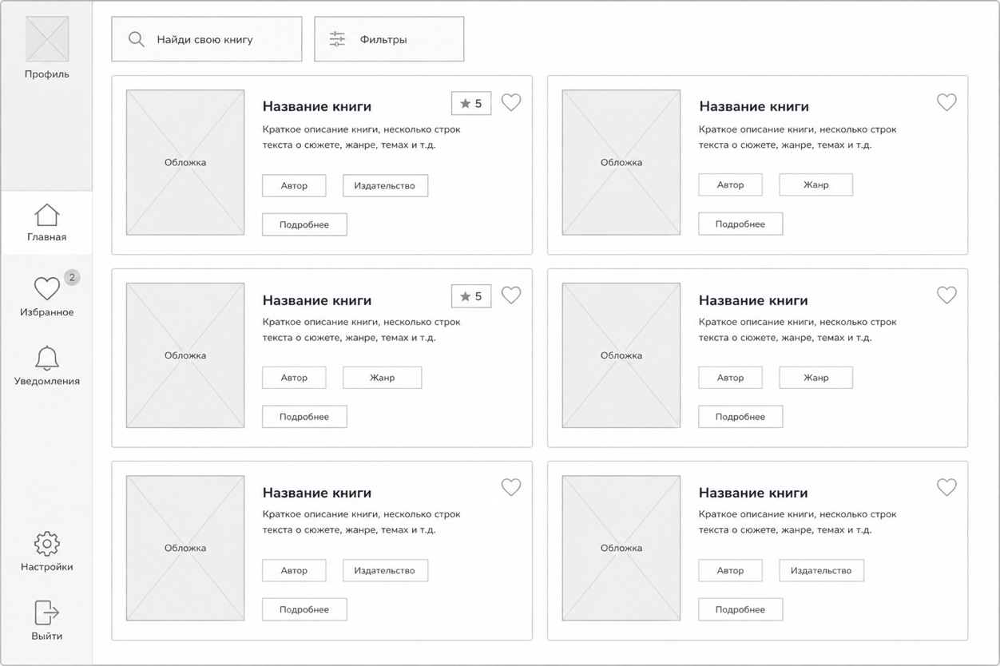 Профиль
Главная
2
Избранное
Уведомления
Настройки
Выйти
Найди свою книгу
Фильтры
Обложка
Название книги
5
Краткое описание книги, несколько строк
текста о сюжете, жанре, темах и т.д.
Автор
Издательство
Подробнее
Обложка
Название книги
Краткое описание книги, несколько строк
текста о сюжете, жанре, темах и т.д.
Автор
Жанр
Подробнее
Обложка
Название книги
5
Краткое описание книги, несколько строк
текста о сюжете, жанре, темах и т.д.
Автор
Жанр
Подробнее
Обложка
Название книги
Краткое описание книги, несколько строк
текста о сюжете, жанре, темах и т.д.
Автор
Жанр
Подробнее
Обложка
Название книги
Краткое описание книги, несколько строк
текста о сюжете, жанре, темах и т.д.
Автор
Издательство
Подробнее
Обложка
Название книги
Краткое описание книги, несколько строк
текста о сюжете, жанре, темах и т.д.
Автор
Издательство
Подробнее